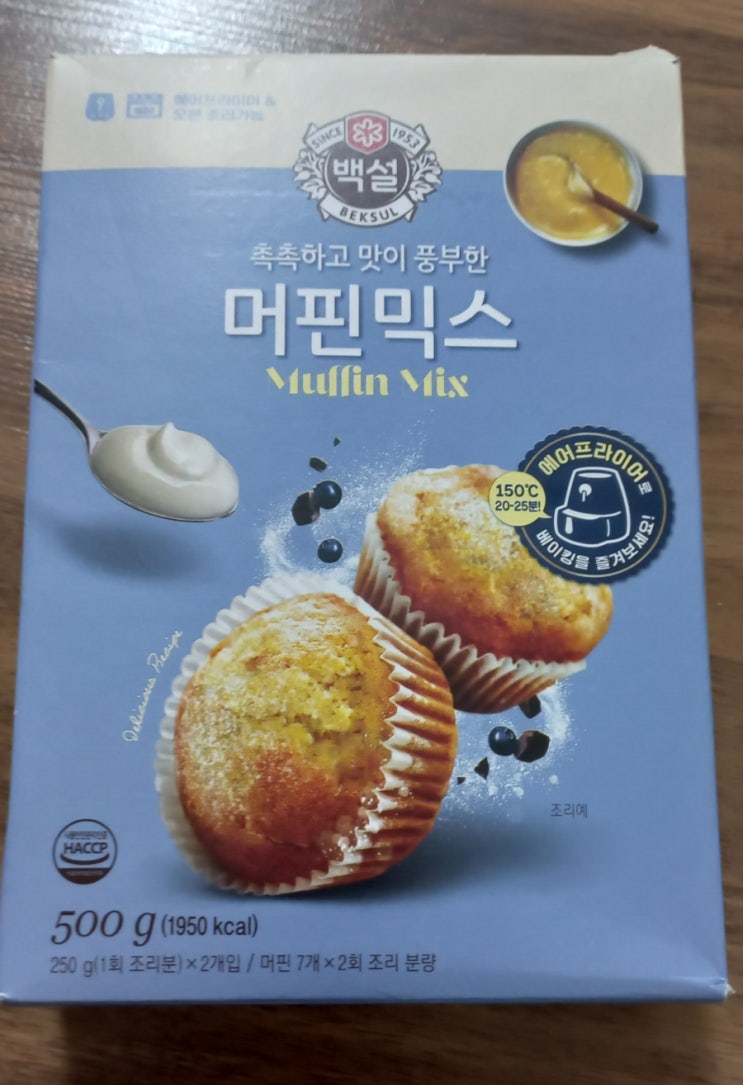 에어프라이어 &
오븐 조리가능
SINCE 1953
백설
BEKSUL
촉촉하고 맛이 풍부한
머핀믹스
Muffin Mix
에어프라이어로
150℃
20-25분!
베이킹을 즐겨보세요!
Delicious Recipe
조리예
HACCP
500 g (1950 kcal)
250 g(1회 조리분)×2개입 / 머핀 7개×2회 조리 분량